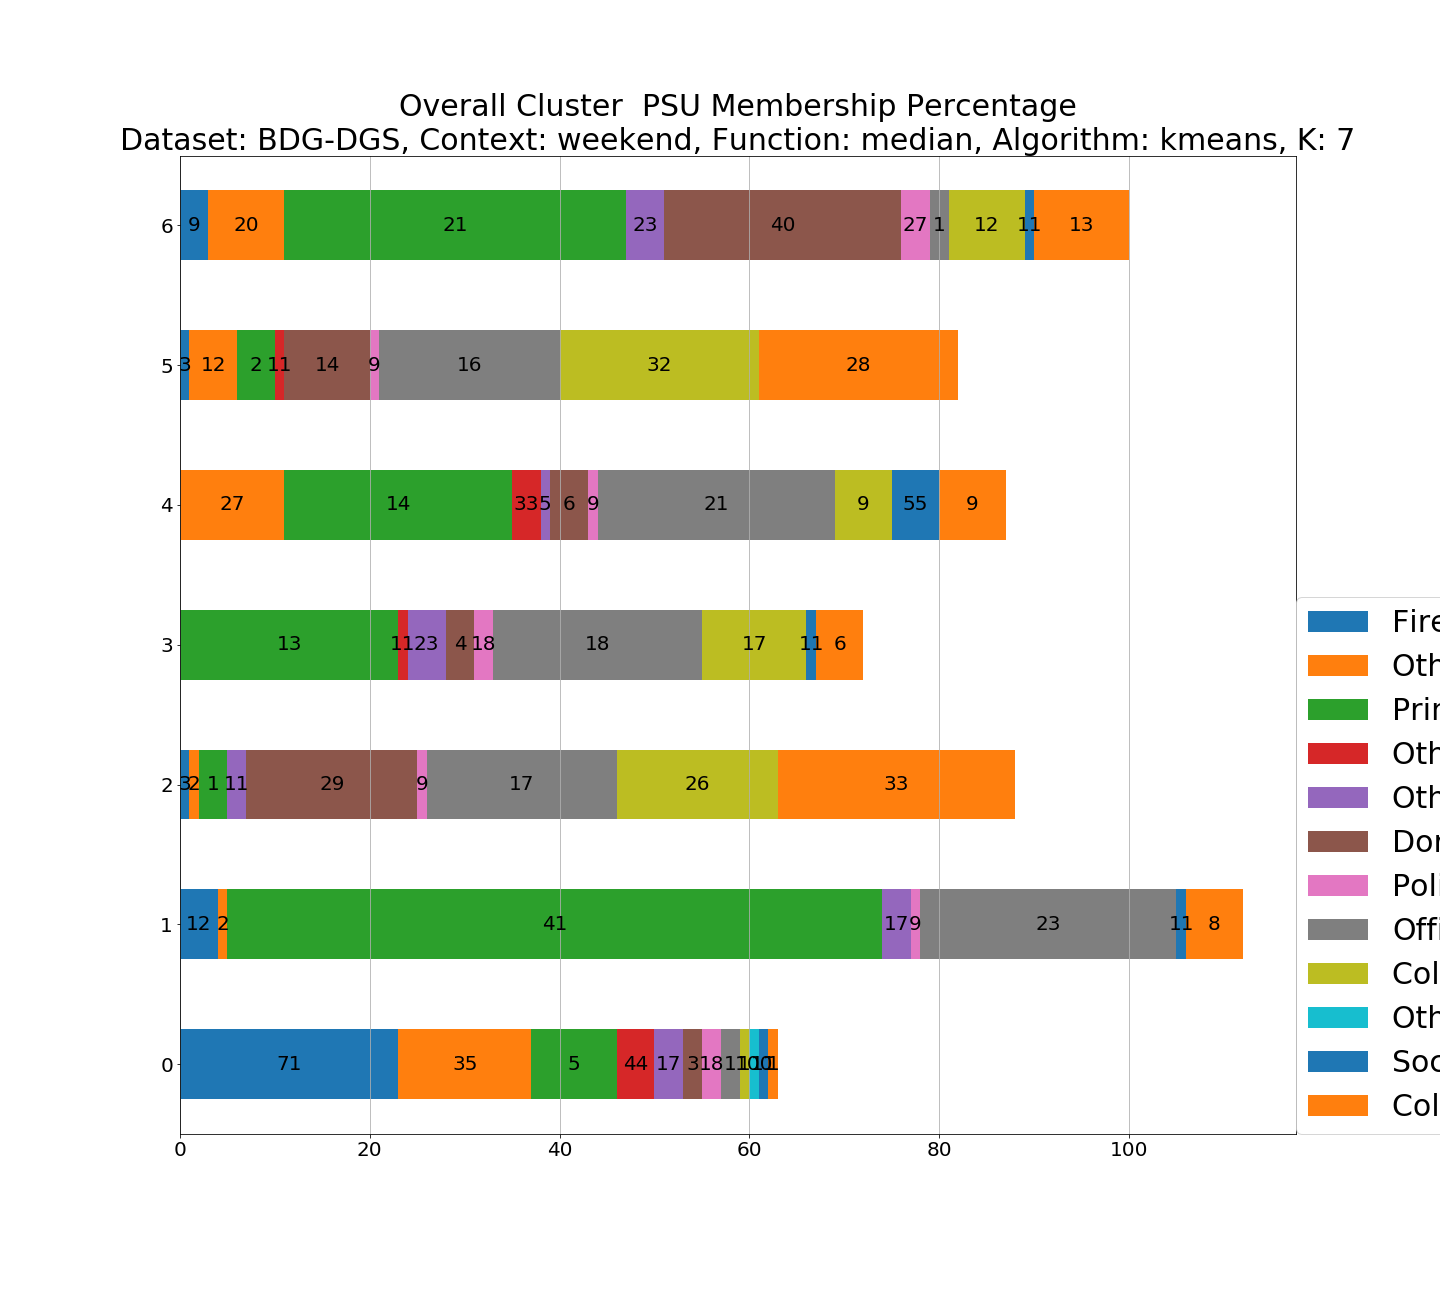 Overall Cluster  PSU Membership Percentage
Dataset: BDG-DGS, Context: weekend, Function: median, Algorithm: kmeans, K: 7
6 9 20 21 23 40 27 1 12 11 13
5 3 12 2 11 14 9 16 32 28
4 27 14 33 5 6 9 21 9 55 9
3 13 11 23 4 18 18 17 11 6
2 3 2 1 11 29 9 17 26 33
1 12 2 41 17 9 23 11 8
0 71 35 5 44 17 3 18 1
0 20 40 60 80 100
Fire
Oth
Prin
Oth
Oth
Dor
Poli
Offi
Col
Oth
Soc
Col